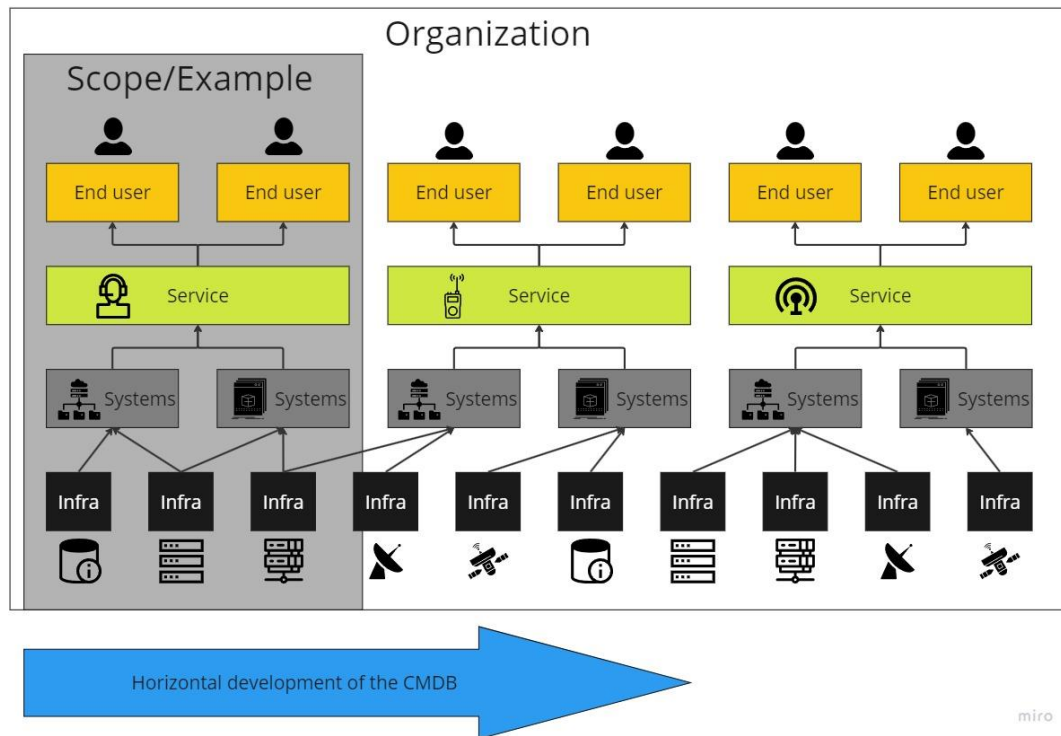 Organization
Scope/Example
End user
End user
End user
End user
End user
End user
Service
Service
Service
Systems
Systems
Systems
Systems
Systems
Systems
Infra
Infra
Infra
Infra
Infra
Infra
Infra
Infra
Infra
Infra
Horizontal development of the CMDB
miro